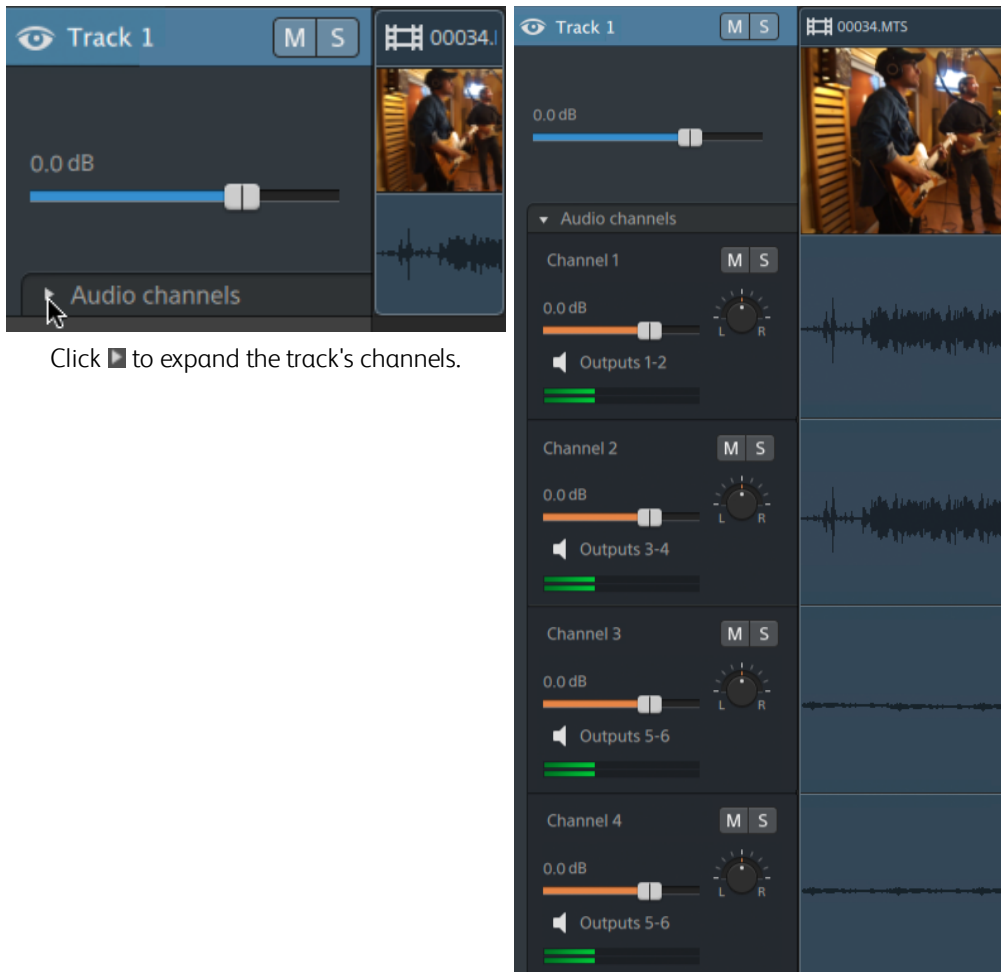 Track 1 M S 00034.
0.0 dB
Audio channels
Click to expand the track's channels.
Track 1 M S 00034.MTS
0.0 dB
Audio channels
Channel 1 M S
0.0 dB
L R
Outputs 1-2
Channel 2 M S
0.0 dB
L R
Outputs 3-4
Channel 3 M S
0.0 dB
L R
Outputs 5-6
Channel 4 M S
0.0 dB
L R
Outputs 5-6